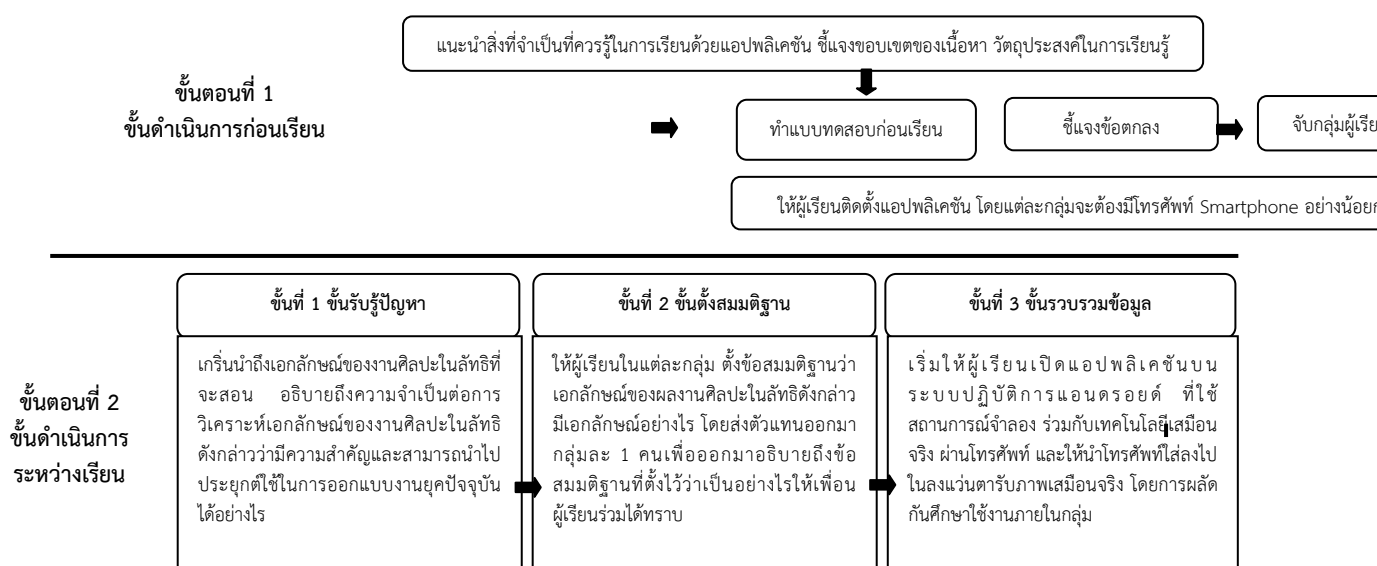 แนะนำสิ่งที่จำเป็นที่ควรรู้ในการเรียนด้วยแอปพลิเคชัน ชี้แจงขอบเขตของเนื้อหา วัตถุประสงค์ในการเรียนรู้
ขั้นตอนที่ 1
ขั้นดำเนินการก่อนเรียน
ทำแบบทดสอบก่อนเรียน
ชี้แจงข้อตกลง
จับกลุ่มผู้เรีย
ให้ผู้เรียนติดตั้งแอปพลิเคชัน โดยแต่ละกลุ่มจะต้องมีโทรศัพท์ Smartphone อย่างน้อย
ขั้นตอนที่ 2
ขั้นดำเนินการ
ระหว่างเรียน
ขั้นที่ 1 ขั้นรับรู้ปัญหา
เกริ่นนำถึงเอกลักษณ์ของงานศิลปะในลัทธิที่
จะสอน อธิบายถึงความจำเป็นต่อการ
วิเคราะห์เอกลักษณ์ของงานศิลปะในลัทธิ
ดังกล่าวว่ามีความสำคัญและสามารถนำไป
ประยุกต์ใช้ในการออกแบบงานยุคปัจจุบัน
ได้อย่างไร
ขั้นที่ 2 ขั้นตั้งสมมติฐาน
ให้ผู้เรียนในแต่ละกลุ่ม ตั้งข้อสมมติฐานว่า
เอกลักษณ์ของผลงานศิลปะในลัทธิดังกล่าว
มีเอกลักษณ์อย่างไร โดยส่งตัวแทนออกมา
กลุ่มละ 1 คนเพื่อออกมาอธิบายถึงข้อ
สมมติฐานที่ตั้งไว้ว่าเป็นอย่างไรให้เพื่อน
ผู้เรียนร่วมได้ทราบ
ขั้นที่ 3 ขั้นรวบรวมข้อมูล
เริ่มให้ผู้เรียนเปิดแอปพลิเคชันบน
ระบบปฏิบัติการแอนดรอยด์ ที่ใช้
สถานการณ์จำลอง ร่วมกับเทคโนโลยีเสมือน
จริง ผ่านโทรศัพท์ และให้นำโทรศัพท์ใส่ลงไป
ในลงแว่นตารับภาพเสมือนจริง โดยการผลัด
กันศึกษาใช้งานภายในกลุ่ม